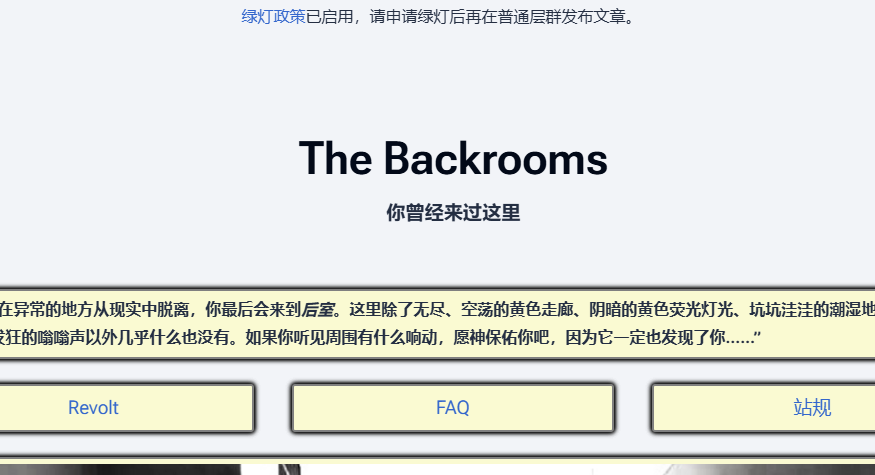 绿灯政策已启用，请申请绿灯后再在普通层群发布文章。
The Backrooms
你曾经来过这里
在异常的地方从现实中脱离，你最后会来到后室。这里除了无尽、空荡的黄色走廊、阴暗的黄色荧光灯光、坑坑洼洼的潮湿地
发狂的嗡嗡声以外几乎什么也没有。如果你听见周围有什么响动，愿神保佑你吧，因为它一定也发现了你……”
Revolt
FAQ
站规